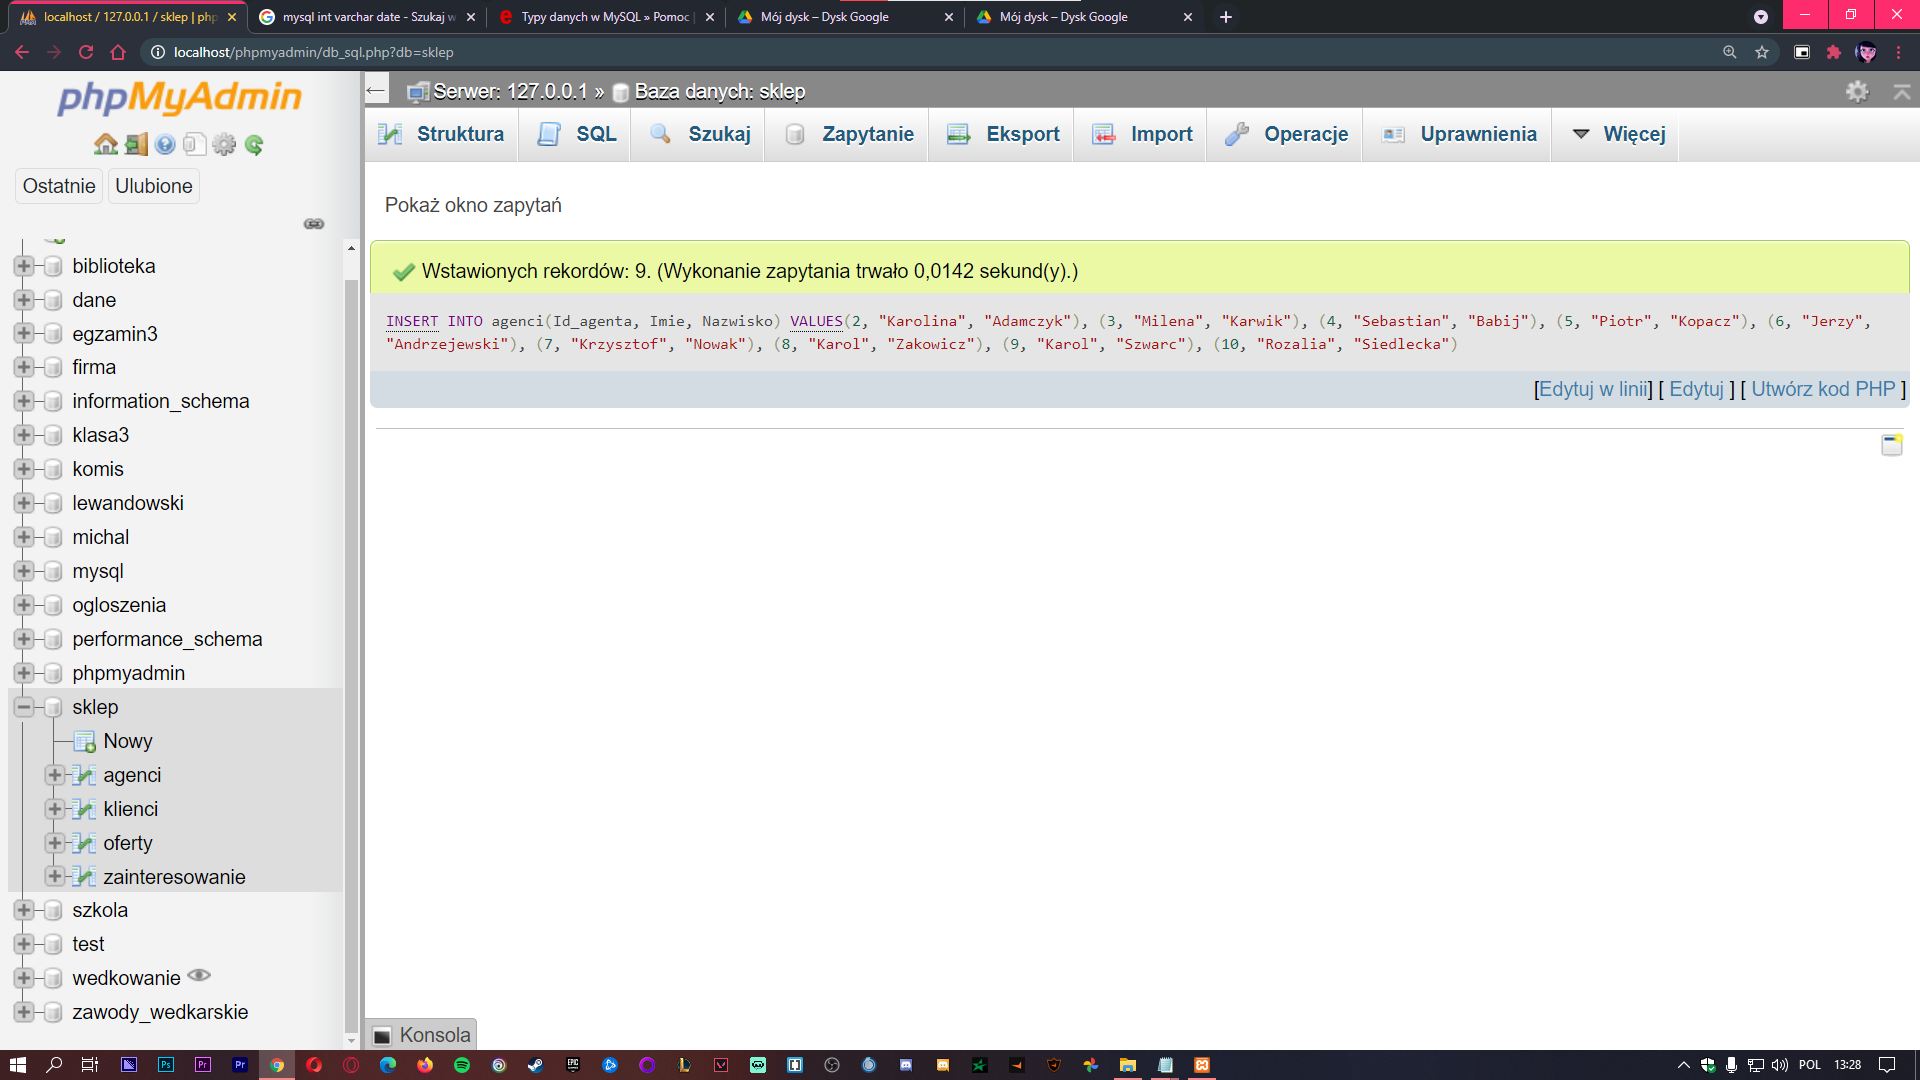 localhost / 127.0.0.1 / sklep | php
mysql int varchar date - Szukaj w
Typy danych w MySQL » Pomoc |
Mój dysk – Dysk Google
Mój dysk – Dysk Google
localhost/phpmyadmin/db_sql.php?db=sklep
phpMyAdmin
Ostatnie Ulubione
biblioteka
dane
egzamin3
firma
information_schema
klasa3
komis
lewandowski
michal
mysql
ogloszenia
performance_schema
phpmyadmin
sklep
Nowy
agenci
klienci
oferty
zainteresowanie
szkola
test
wedkowanie
zawody_wedkarskie
Serwer: 127.0.0.1 » Baza danych: sklep
Struktura SQL Szukaj Zapytanie Eksport Import Operacje Uprawnienia Więcej
Pokaż okno zapytań
Wstawionych rekordów: 9. (Wykonanie zapytania trwało 0,0142 sekund(y).)
INSERT INTO agenci(Id_agenta, Imie, Nazwisko) VALUES(2, "Karolina", "Adamczyk"), (3, "Milena", "Karwik"), (4, "Sebastian", "Babij"), (5, "Piotr", "Kopacz"), (6, "Jerzy",
"Andrzejewski"), (7, "Krzysztof", "Nowak"), (8, "Karol", "Zakowicz"), (9, "Karol", "Szwarc"), (10, "Rozalia", "Siedlecka")
[Edytuj w linii] [ Edytuj ] [ Utwórz kod PHP ]
Konsola
Ps Pr Pr EPIC POL 13:28